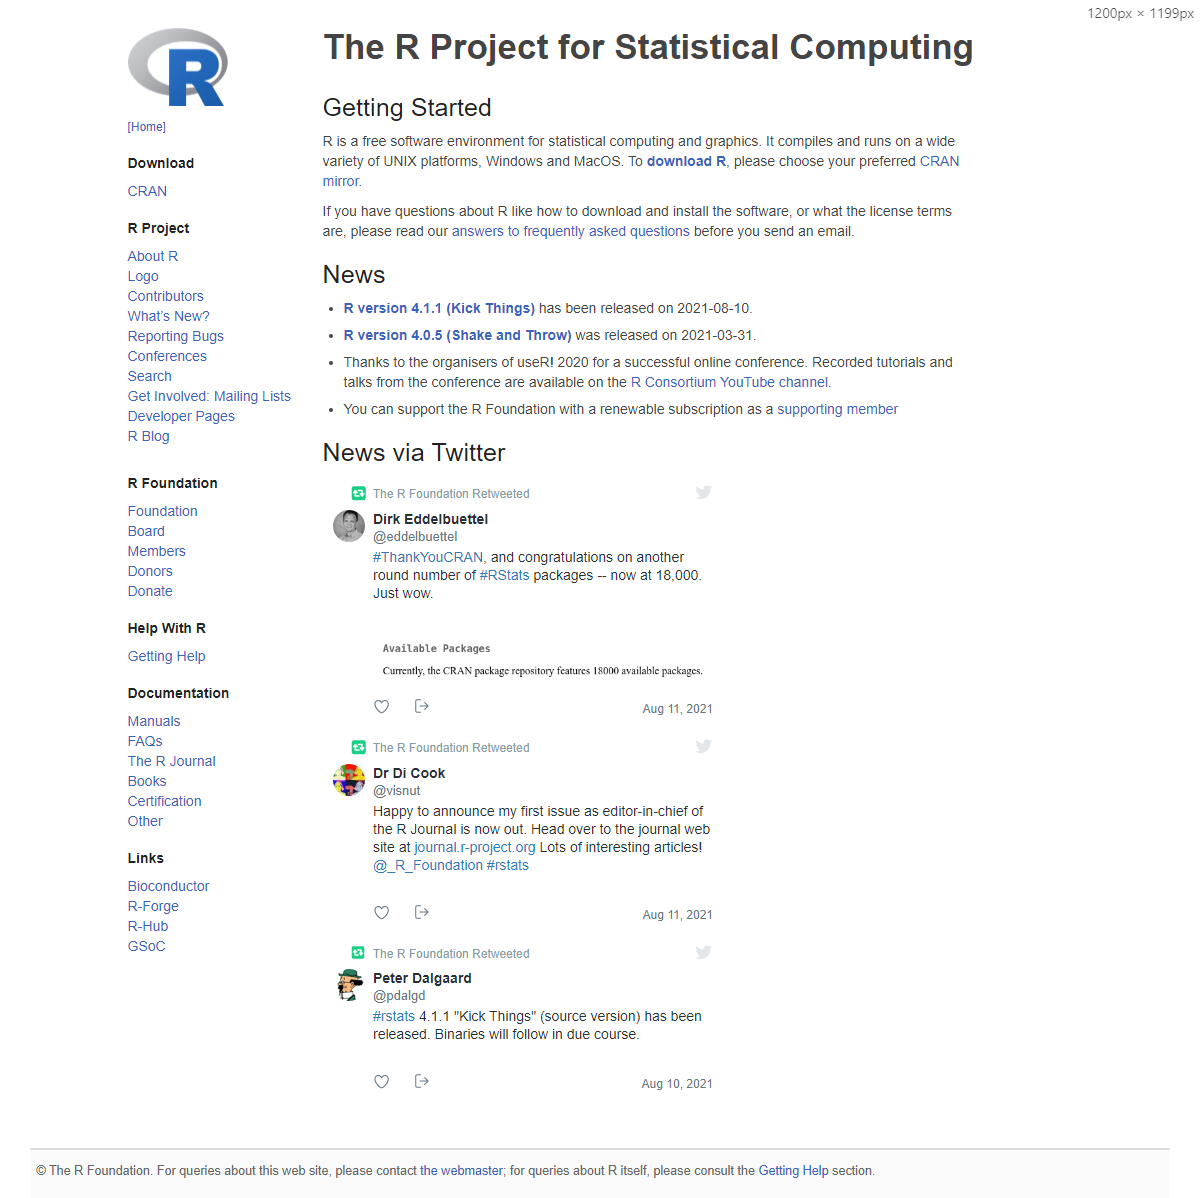 1200px × 1199px
R
The R Project for Statistical Computing
[Home]
Download
CRAN
R Project
About R
Logo
Contributors
What's New?
Reporting Bugs
Conferences
Search
Get Involved: Mailing Lists
Developer Pages
R Blog
R Foundation
Foundation
Board
Members
Donors
Donate
Help With R
Getting Help
Documentation
Manuals
FAQs
The R Journal
Books
Certification
Other
Links
Bioconductor
R-Forge
R-Hub
GSoC
Getting Started
R is a free software environment for statistical computing and graphics. It compiles and runs on a wide
variety of UNIX platforms, Windows and MacOS. To download R, please choose your preferred CRAN
mirror.
If you have questions about R like how to download and install the software, or what the license terms
are, please read our answers to frequently asked questions before you send an email.
News
• R version 4.1.1 (Kick Things) has been released on 2021-08-10.
• R version 4.0.5 (Shake and Throw) was released on 2021-03-31.
• Thanks to the organisers of useR! 2020 for a successful online conference. Recorded tutorials and
talks from the conference are available on the R Consortium YouTube channel.
• You can support the R Foundation with a renewable subscription as a supporting member
News via Twitter
The R Foundation Retweeted
Dirk Eddelbuettel
@eddelbuettel
#ThankYouCRAN, and congratulations on another
round number of #RStats packages -- now at 18,000.
Just wow.
Available Packages
Currently, the CRAN package repository features 18000 available packages.
Aug 11, 2021
The R Foundation Retweeted
Dr Di Cook
@visnut
Happy to announce my first issue as editor-in-chief of
the R Journal is now out. Head over to the journal web
site at journal.r-project.org Lots of interesting articles!
@_R_Foundation #rstats
Aug 11, 2021
The R Foundation Retweeted
Peter Dalgaard
@pdalgd
#rstats 4.1.1 "Kick Things" (source version) has been
released. Binaries will follow in due course.
Aug 10, 2021
© The R Foundation. For queries about this web site, please contact the webmaster; for queries about R itself, please consult the Getting Help section.